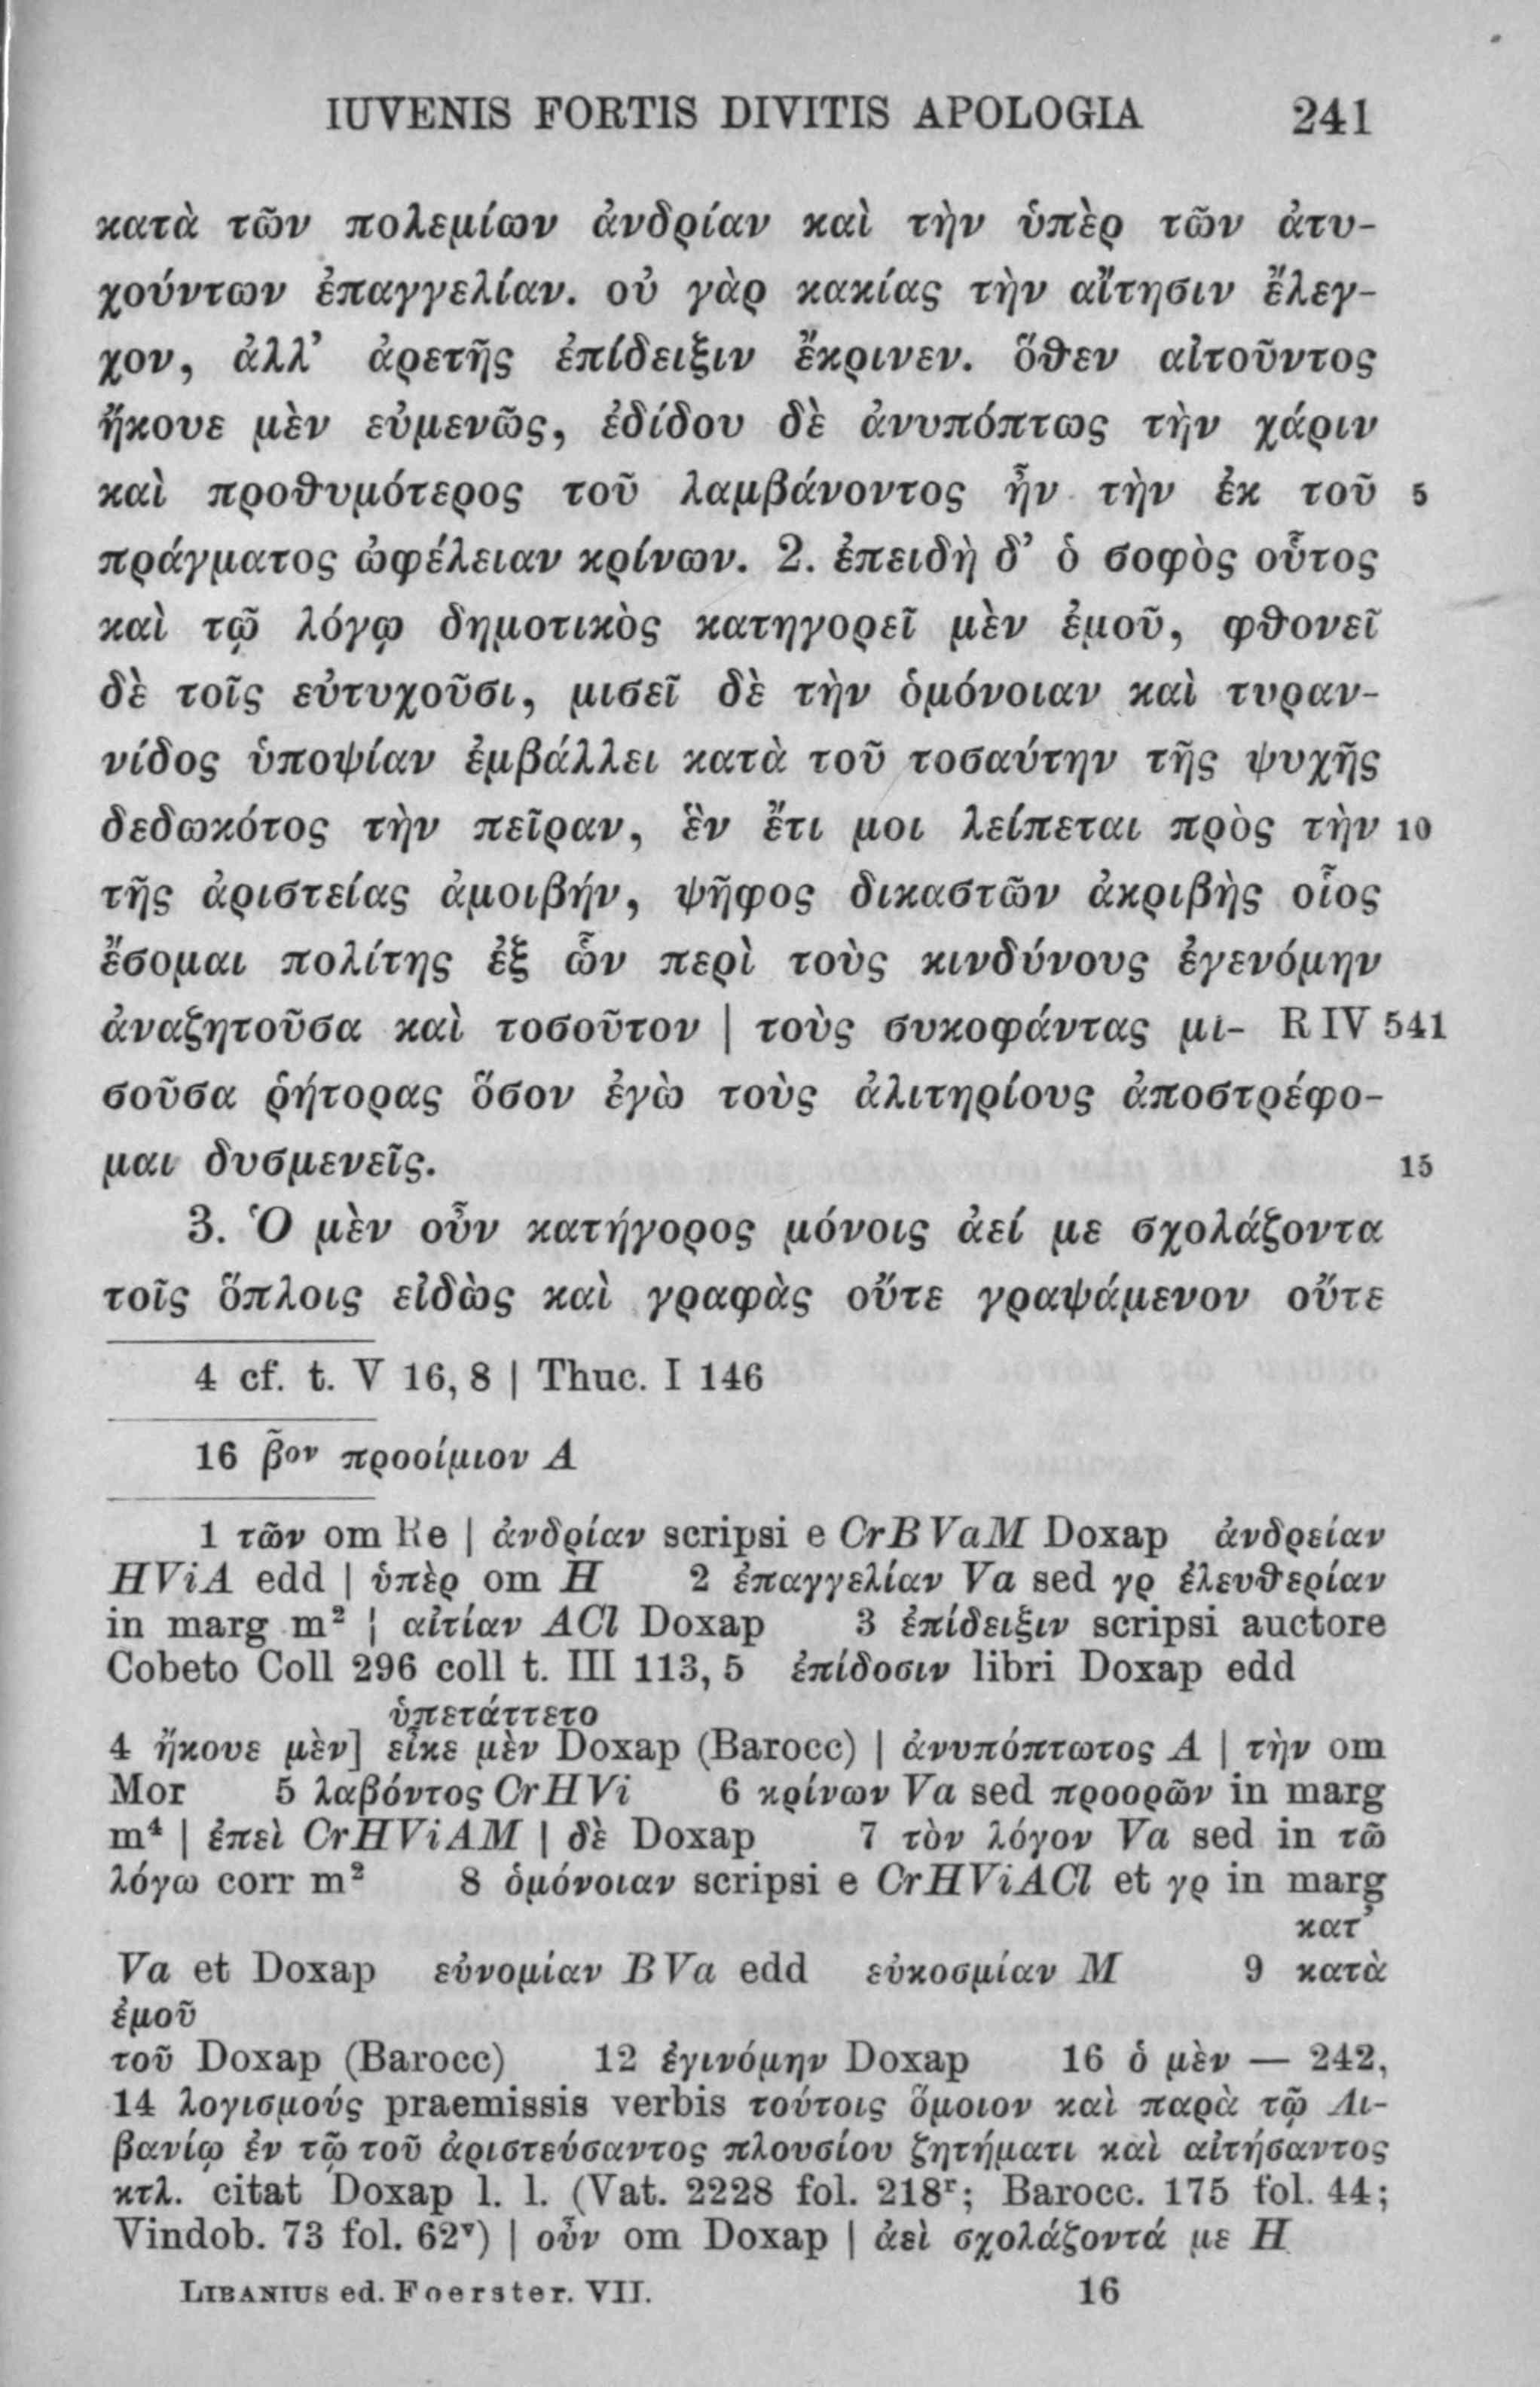 IUVENIS FORTIS DIVITIS APOLOGIA 241
κατὰ τῶν πολεμίων ἀνδρίαν καὶ τὴν ὑπὲρ τῶν ἀτυ-
χούντων ἐπαγγελίαν. οὐ γὰρ κακίας τὴν αἴτησιν ἔλεγ-
χον, ἀλλ’ ἀρετῆς ἐπίδειξιν ἔκρινεν. ὅθεν αἰτοῦντος
ἤκουε μὲν εὐμενῶς, ἐδίδου δὲ ἀνυπόπτως τὴν χάριν
καὶ προθυμότερος τοῦ λαμβάνοντος ἦν τὴν ἐκ τοῦ 5
πράγματος ὠφέλειαν κρίνων. 2. ἐπειδὴ δ’ ὁ σοφὸς οὗτος
καὶ τῷ λόγῳ δημοτικὸς κατηγορεῖ μὲν ἐμοῦ, φθονεῖ
δὲ τοῖς εὐτυχοῦσι, μισεῖ δὲ τὴν ὁμόνοιαν καὶ τυραν-
νίδος ὑποψίαν ἐμβάλλει κατὰ τοῦ τοσαύτην τῆς ψυχῆς
δεδωκότος τὴν πεῖραν, ἓν ἔτι μοι λείπεται πρὸς τὴν 10
τῆς ἀριστείας ἀμοιβήν, ψῆφος δικαστῶν ἀκριβὴς οἷος
ἔσομαι πολίτης ἐξ ὧν περὶ τοὺς κινδύνους ἐγενόμην
ἀναζητοῦσα καὶ τοσοῦτον | τοὺς συκοφάντας μι- R IV 541
σοῦσα ῥήτορας ὅσον ἐγὼ τοὺς ἀλιτηρίους ἀποστρέφο-
μαι δυσμενεῖς. 15
3. Ὁ μὲν οὖν κατήγορος μόνοις ἀεί με σχολάζοντα
τοῖς ὅπλοις εἰδὼς καὶ γραφὰς οὔτε γραψάμενον οὔτε
4 cf. t. V 16, 8 | Thuc. I 146
16 β̄ᵒⁿ προοίμιον A
1 τῶν om Re | ἀνδρίαν scripsi e CrBVaM Doxap ἀνδρείαν
HViA edd | ὑπὲρ om H 2 ἐπαγγελίαν Va sed γρ ἐλευθερίαν
in marg m² | αἰτίαν ACl Doxap 3 ἐπίδειξιν scripsi auctore
Cobeto Coll 296 coll t. III 113, 5 ἐπίδοσιν libri Doxap edd
ὑπετάττετο
4 ἤκουε μὲν] εἶκε μὲν Doxap (Barocc) | ἀνυπόπτωτος A | τὴν om
Mor 5 λαβόντος CrHVi 6 κρίνων Va sed προορῶν in marg
m⁴ | ἐπεὶ CrHViAM | δὲ Doxap 7 τὸν λόγον Va sed in τῶ
λόγω corr m² 8 ὁμόνοιαν scripsi e CrHViACl et γρ in marg
κατ’
Va et Doxap εὐνομίαν BVa edd εὐκοσμίαν M 9 κατὰ
ἐμοῦ
τοῦ Doxap (Barocc) 12 ἐγινόμην Doxap 16 ὁ μὲν — 242,
14 λογισμούς praemissis verbis τούτοις ὅμοιον καὶ παρὰ τῷ Λι-
βανίῳ ἐν τῷ τοῦ ἀριστεύσαντος πλουσίου ζητήματι καὶ αἰτήσαντος
κτλ. citat Doxap l. l. (Vat. 2228 fol. 218ʳ; Barocc. 175 fol. 44;
Vindob. 73 fol. 62ᵛ) | οὖν om Doxap | ἀεὶ σχολάζοντά με H
LIBANIUS ed. Foerster. VII. 16